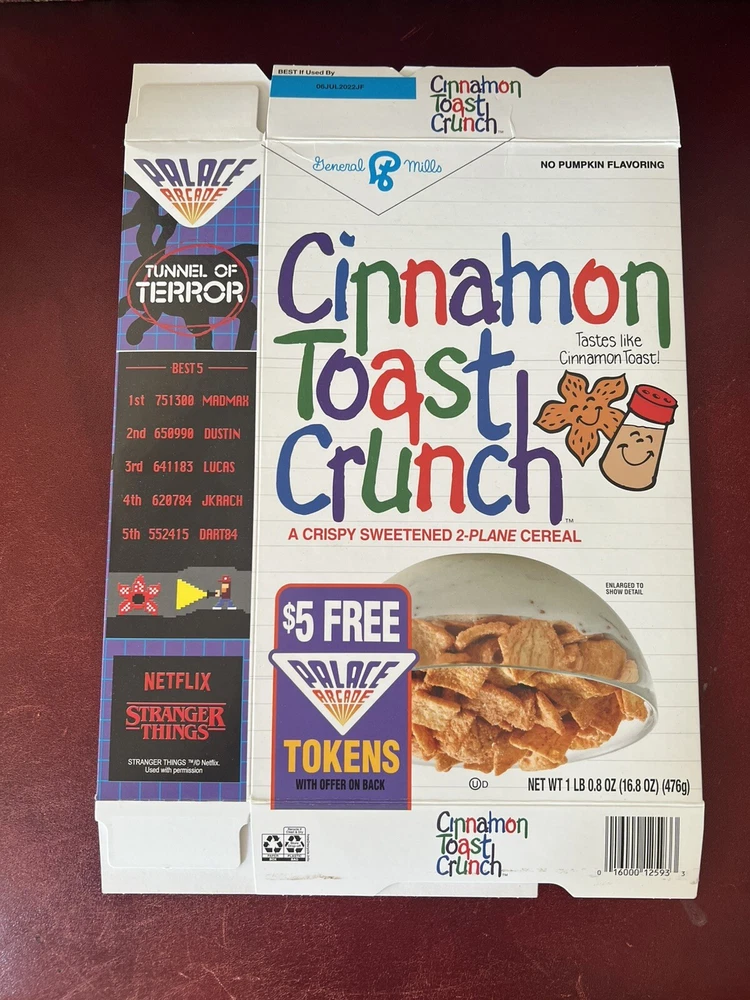 BEST If Used By
06JUL2022JF
Cinnamon
Toast
Crunch™
General Mills
NO PUMPKIN FLAVORING
PALACE
ARCADE
TUNNEL OF
TERROR
BEST 5
1st 751300 MADMAX
2nd 650990 DUSTIN
3rd 641183 LUCAS
4th 620784 JKRACH
5th 552415 DART84
NETFLIX
STRANGER
THINGS
STRANGER THINGS ™/© Netflix.
Used with permission
Cinnamon
Toast
Crunch™
Tastes like
Cinnamon Toast!
A CRISPY SWEETENED 2-PLANE CEREAL
ENLARGED TO
SHOW DETAIL
$5 FREE
PALACE
ARCADE
TOKENS
WITH OFFER ON BACK
UD
NET WT 1 LB 0.8 OZ (16.8 OZ) (476g)
Cinnamon
Toast
Crunch™
0 16000 12593 3